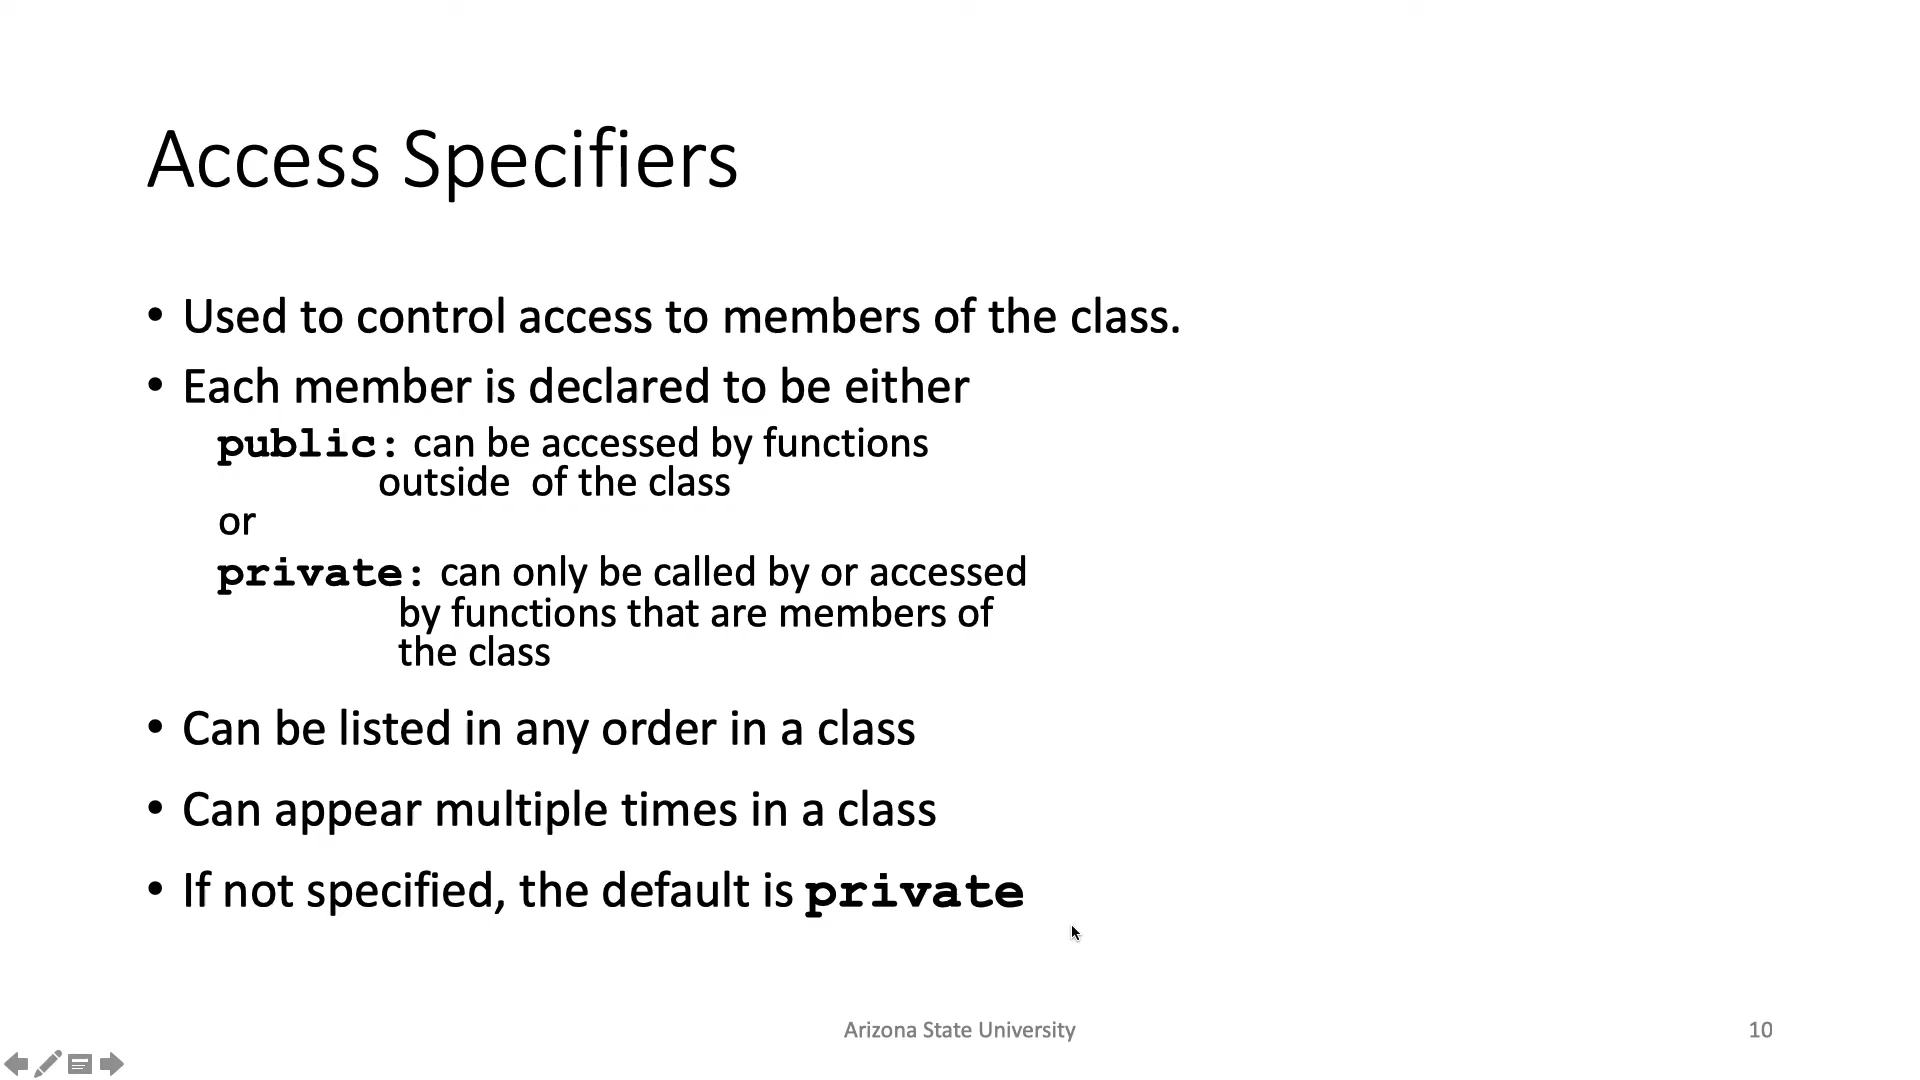 Access Specifiers
• Used to control access to members of the class.
• Each member is declared to be either
public: can be accessed by functions
outside of the class
or
private: can only be called by or accessed
by functions that are members of
the class
• Can be listed in any order in a class
• Can appear multiple times in a class
• If not specified, the default is private
Arizona State University
10